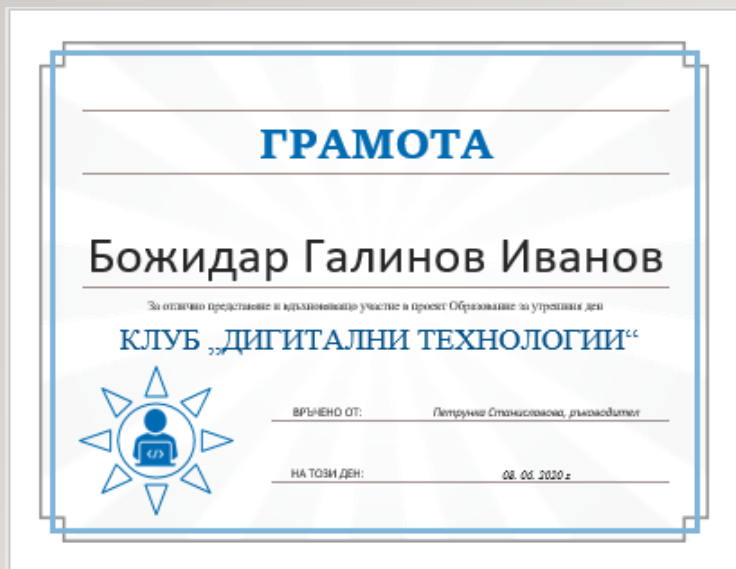 ГРАМОТА
Божидар Галинов Иванов
За отлично представяне и вдъхновяващо участие в проект Образование за утрешния ден
КЛУБ „ДИГИТАЛНИ ТЕХНОЛОГИИ“
ВРЪЧЕНО ОТ: Петрунка Станиславова, ръководител
НА ТОЗИ ДЕН: 08. 06. 2020 г